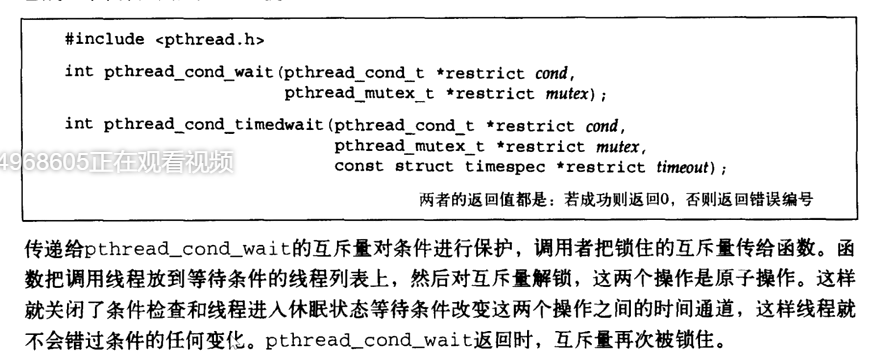 #include <pthread.h>
int pthread_cond_wait(pthread_cond_t *restrict cond,
pthread_mutex_t *restrict mutex);
int pthread_cond_timedwait(pthread_cond_t *restrict cond,
pthread_mutex_t *restrict mutex,
4968605正在观看视频
const struct timespec *restrict timeout);
两者的返回值都是：若成功则返回0，否则返回错误编号
传递给pthread_cond_wait的互斥量对条件进行保护，调用者把锁住的互斥量传给函数。函
数把调用线程放到等待条件的线程列表上，然后对互斥量解锁，这两个操作是原子操作。这样
就关闭了条件检查和线程进入休眠状态等待条件改变这两个操作之间的时间通道，这样线程就
不会错过条件的任何变化。pthread_cond_wait返回时，互斥量再次被锁住。